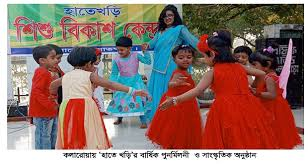 হাতেখড়ি
শিশু বিকাশ কেন্দ্র
কলারোয়ায় 'হাতে খড়ি'র বার্ষিক পুনর্মিলনী ও সাংস্কৃতিক অনুষ্ঠান